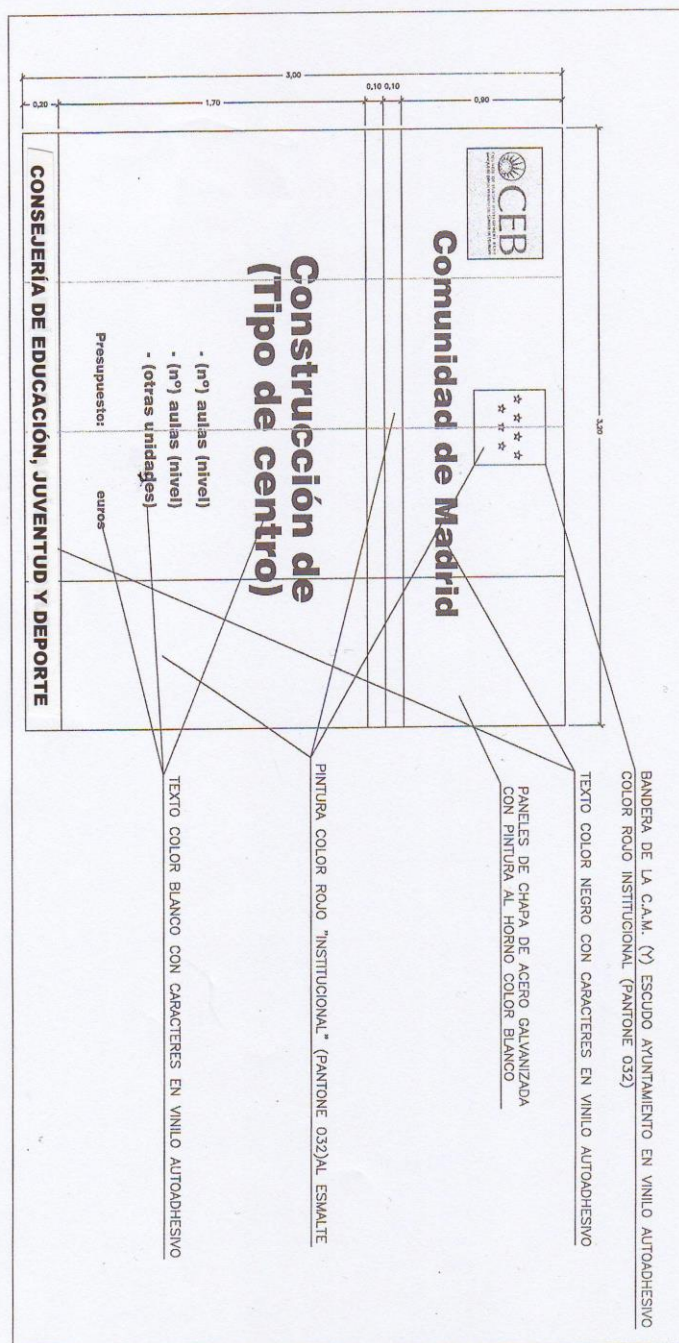 3,20
3,00
0,90
0,10
0,10
1,70
0,20
CEB
Comunidad de Madrid
Construcción de
(Tipo de centro)
- (nº) aulas (nivel)
- (nº) aulas (nivel)
- (otras unidades)
Presupuesto: euros
CONSEJERÍA DE EDUCACIÓN, JUVENTUD Y DEPORTE
BANDERA DE LA C.A.M. (Y) ESCUDO AYUNTAMIENTO EN VINILO AUTOADHESIVO
COLOR ROJO INSTITUCIONAL (PANTONE 032)
TEXTO COLOR NEGRO CON CARACTERES EN VINILO AUTOADHESIVO
PANELES DE CHAPA DE ACERO GALVANIZADA
CON PINTURA AL HORNO COLOR BLANCO
PINTURA COLOR ROJO "INSTITUCIONAL" (PANTONE 032)AL ESMALTE
TEXTO COLOR BLANCO CON CARACTERES EN VINILO AUTOADHESIVO